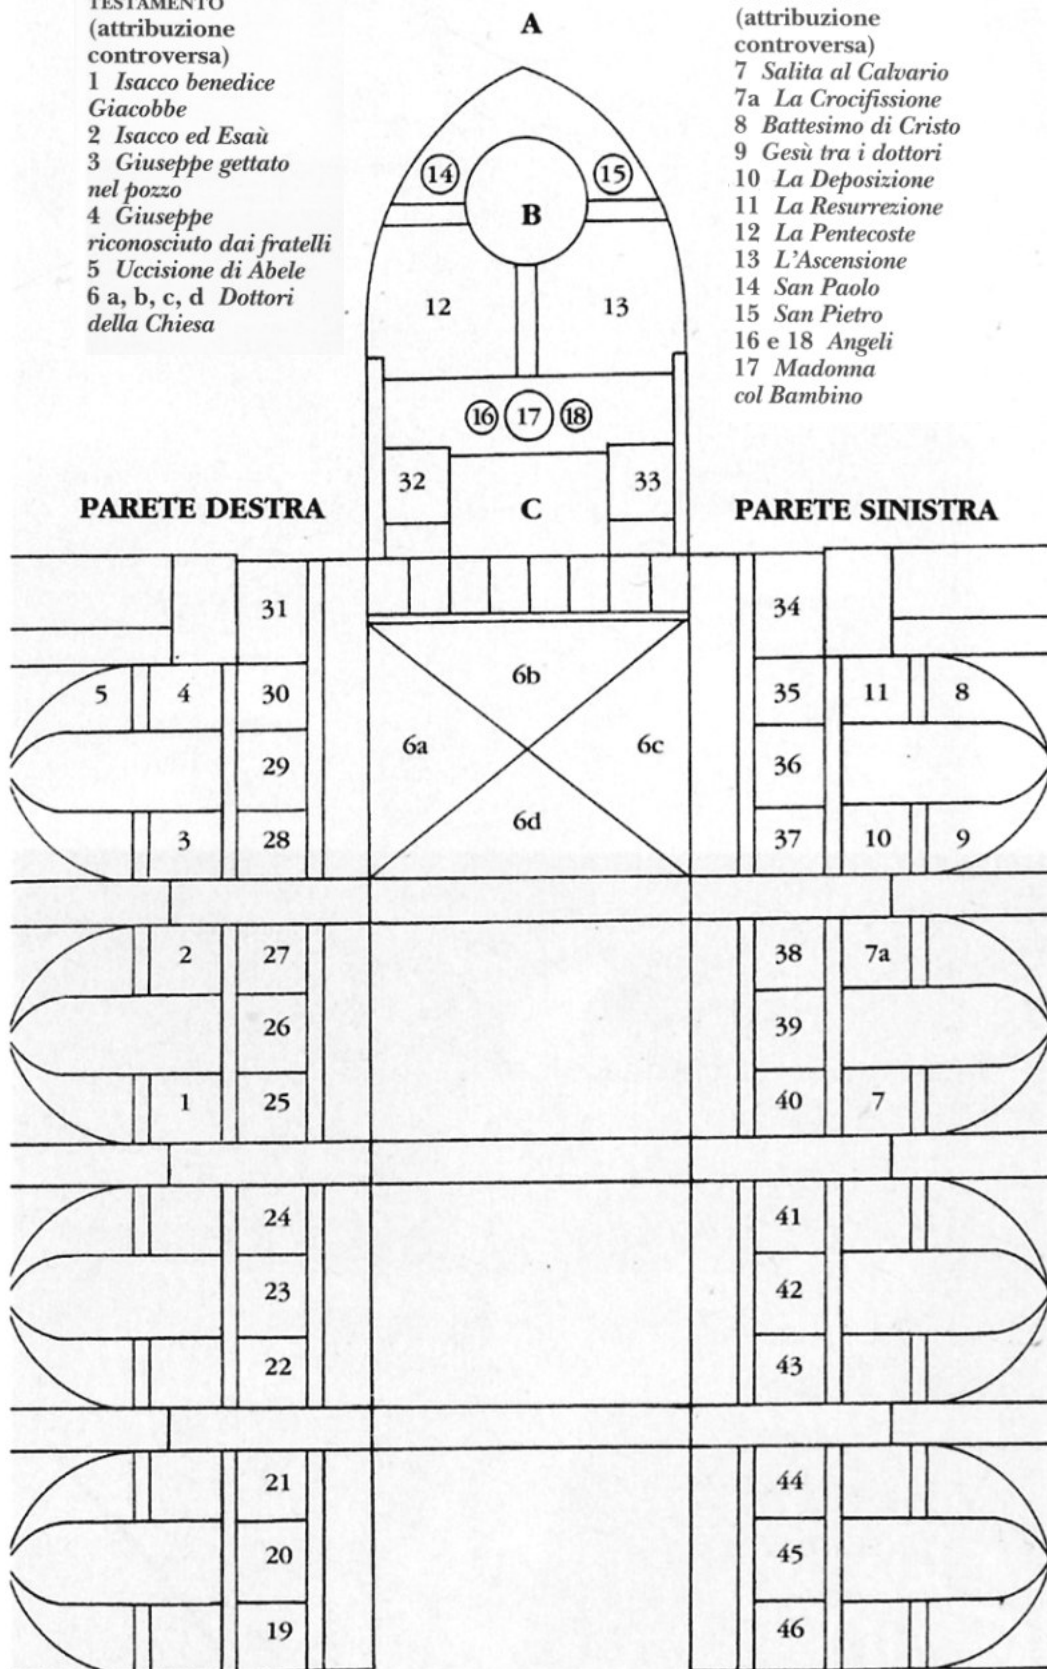 TESTAMENTO
(attribuzione
controversa)
1 Isacco benedice
Giacobbe
2 Isacco ed Esaù
3 Giuseppe gettato
nel pozzo
4 Giuseppe
riconosciuto dai fratelli
5 Uccisione di Abele
6 a, b, c, d Dottori
della Chiesa
A
(attribuzione
controversa)
7 Salita al Calvario
7a La Crocifissione
8 Battesimo di Cristo
9 Gesù tra i dottori
10 La Deposizione
11 La Resurrezione
12 La Pentecoste
13 L'Ascensione
14 San Paolo
15 San Pietro
16 e 18 Angeli
17 Madonna
col Bambino
14 15
B
12 13
16 17 18
32 33
C
PARETE DESTRA
PARETE SINISTRA
31 34
5 4 30 6b 35 11 8
29 6a 6c 36
3 28 6d 37 10 9
2 27 38 7a
26 39
1 25 40 7
24 41
23 42
22 43
21 44
20 45
19 46